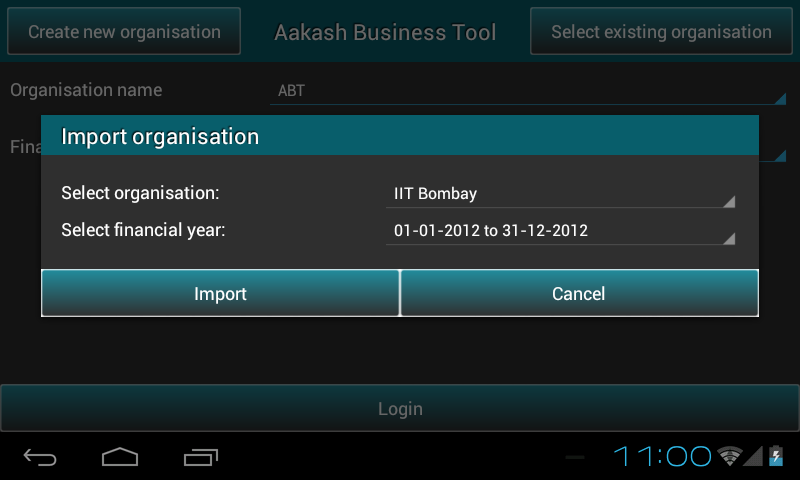 Create new organisation Aakash Business Tool Select existing organisation
Organisation name ABT
Fina
Import organisation
Select organisation: IIT Bombay
Select financial year: 01-01-2012 to 31-12-2012
Import Cancel
Login
11:00